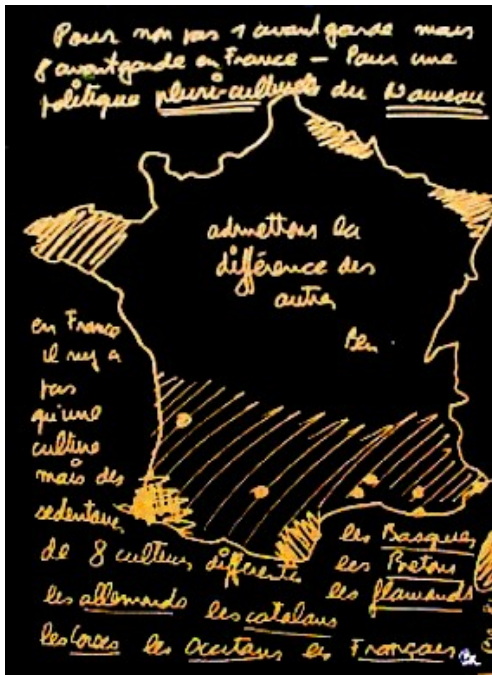 Pour non pas 1 avant garde mais
8 avant garde en France — Pour une
politique pluri-culturels du Nouveau
admettons la
différence des
autres
Ben.
en France
il n'y a
pas
qu'une
culture
mais des
de 8 cultures différentes
les Basques
les Bretons
les flamands
les allemands les catalans
les Corses les Occitans les Français